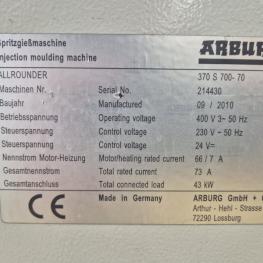 Spritzgießmaschine
Injection moulding machine ARBURG
ALLROUNDER 370 S 700- 70
Maschinen Nr. Serial No. 214430
Baujahr Manufactured 09 / 2010
Betriebsspannung Operating voltage 400 V 3~ 50 Hz
Steuerspannung Control voltage 230 V ~ 50 Hz
Steuerspannung Control voltage 24 V=
Nennstrom Motor-Heizung Motor/heating rated current 66 / 7 A
Gesamtnennstrom Total rated current 73 A
Gesamtanschluss Total connected load 43 kW
CE Made in Germany ARBURG GmbH +
Arthur - Hehl - Strasse
72290 Lossburg